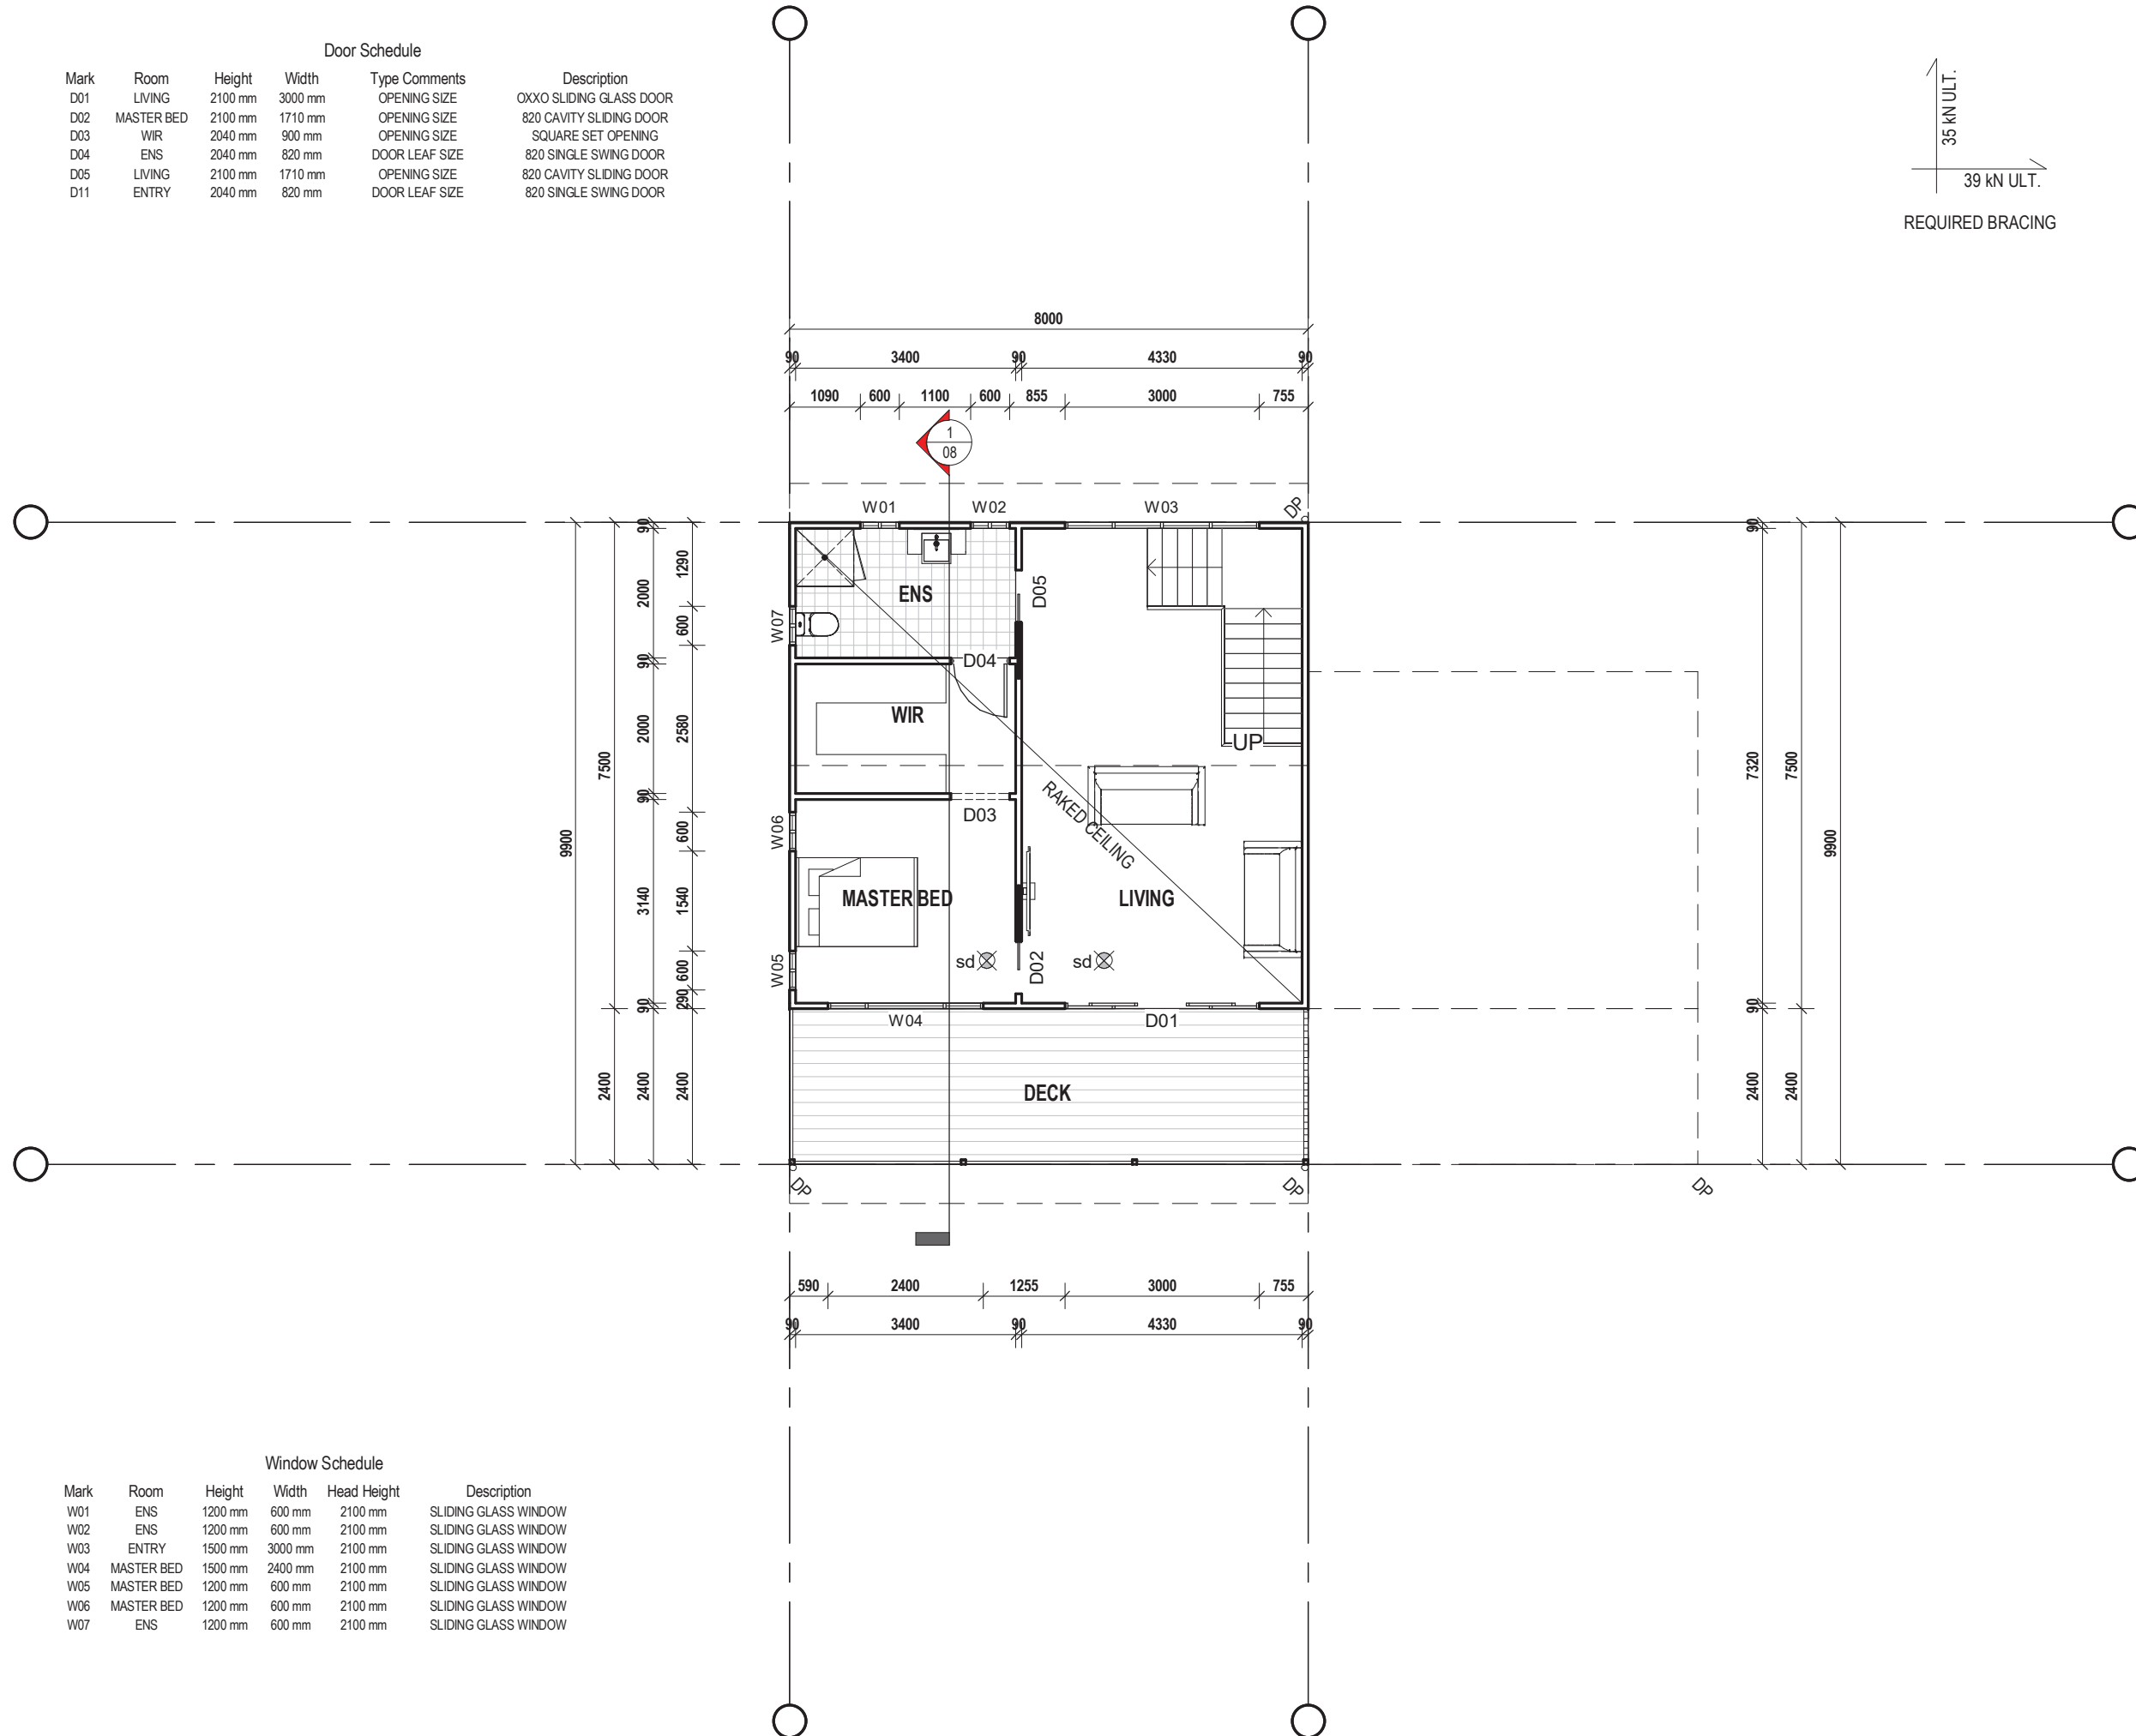 Door Schedule
Mark Room Height Width Type Comments Description
D01 LIVING 2100 mm 3000 mm OPENING SIZE OXXO SLIDING GLASS DOOR
D02 MASTER BED 2100 mm 1710 mm OPENING SIZE 820 CAVITY SLIDING DOOR
D03 WIR 2040 mm 900 mm OPENING SIZE SQUARE SET OPENING
D04 ENS 2040 mm 820 mm DOOR LEAF SIZE 820 SINGLE SWING DOOR
D05 LIVING 2100 mm 1710 mm OPENING SIZE 820 CAVITY SLIDING DOOR
D11 ENTRY 2040 mm 820 mm DOOR LEAF SIZE 820 SINGLE SWING DOOR
35 kN ULT.
39 kN ULT.
REQUIRED BRACING
8000
90 3400 90 4330 90
1090 600 1100 600 855 3000 755
1
08
W01 W02 W03 DP
ENS
D05
W07
D04
WIR
UP
D03
RAKED CEILING
W06
MASTER BED
LIVING
sd
sd
D02
W05
W04
D01
DECK
DP
DP
DP
9900
7500
2400
90
2000
90
2000
90
3140
90
2400
1290
600
2580
600
1540
600
290
2400
90
7320
90
2400
7500
2400
9900
590 2400 1255 3000 755
90 3400 90 4330 90
Window Schedule
Mark Room Height Width Head Height Description
W01 ENS 1200 mm 600 mm 2100 mm SLIDING GLASS WINDOW
W02 ENS 1200 mm 600 mm 2100 mm SLIDING GLASS WINDOW
W03 ENTRY 1500 mm 3000 mm 2100 mm SLIDING GLASS WINDOW
W04 MASTER BED 1500 mm 2400 mm 2100 mm SLIDING GLASS WINDOW
W05 MASTER BED 1200 mm 600 mm 2100 mm SLIDING GLASS WINDOW
W06 MASTER BED 1200 mm 600 mm 2100 mm SLIDING GLASS WINDOW
W07 ENS 1200 mm 600 mm 2100 mm SLIDING GLASS WINDOW